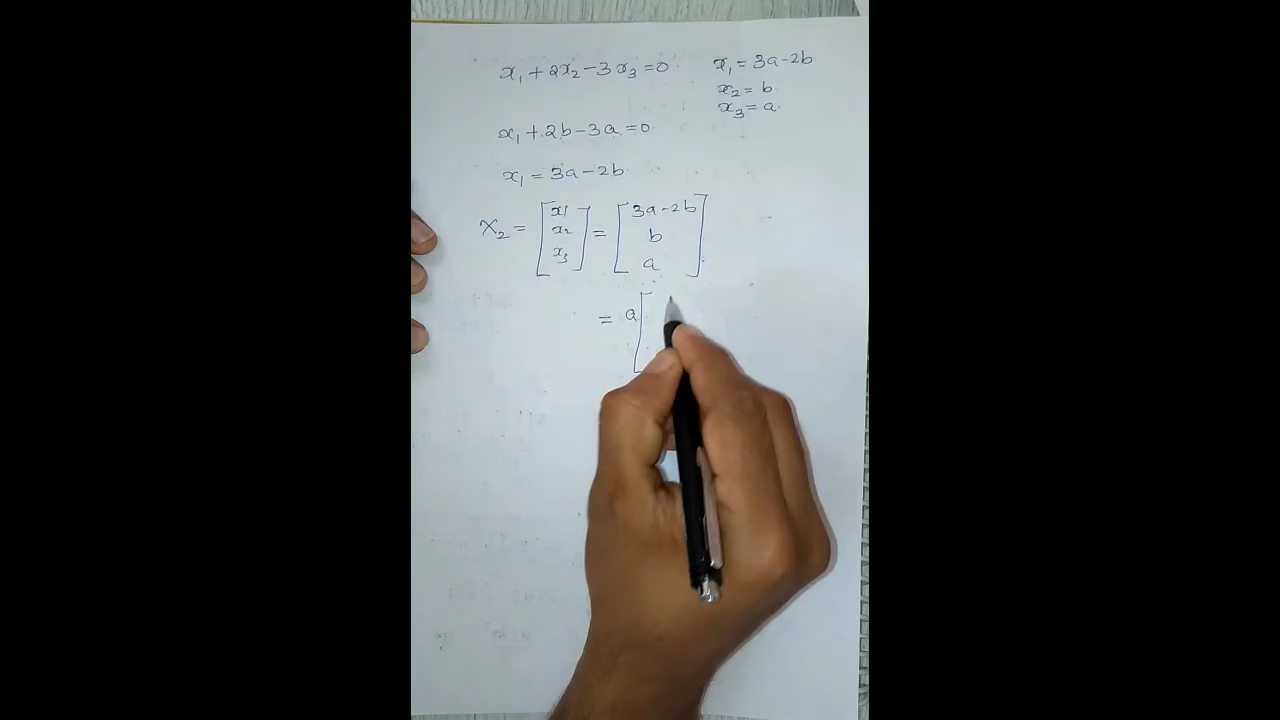 x₁ + 2x₂ - 3x₃ = 0
x₁ = 3a - 2b
x₂ = b
x₃ = a
x₁ + 2b - 3a = 0
x₁ = 3a - 2b
X₂ = [x1 x₂ x₃] = [3a-2b b a]
= a[